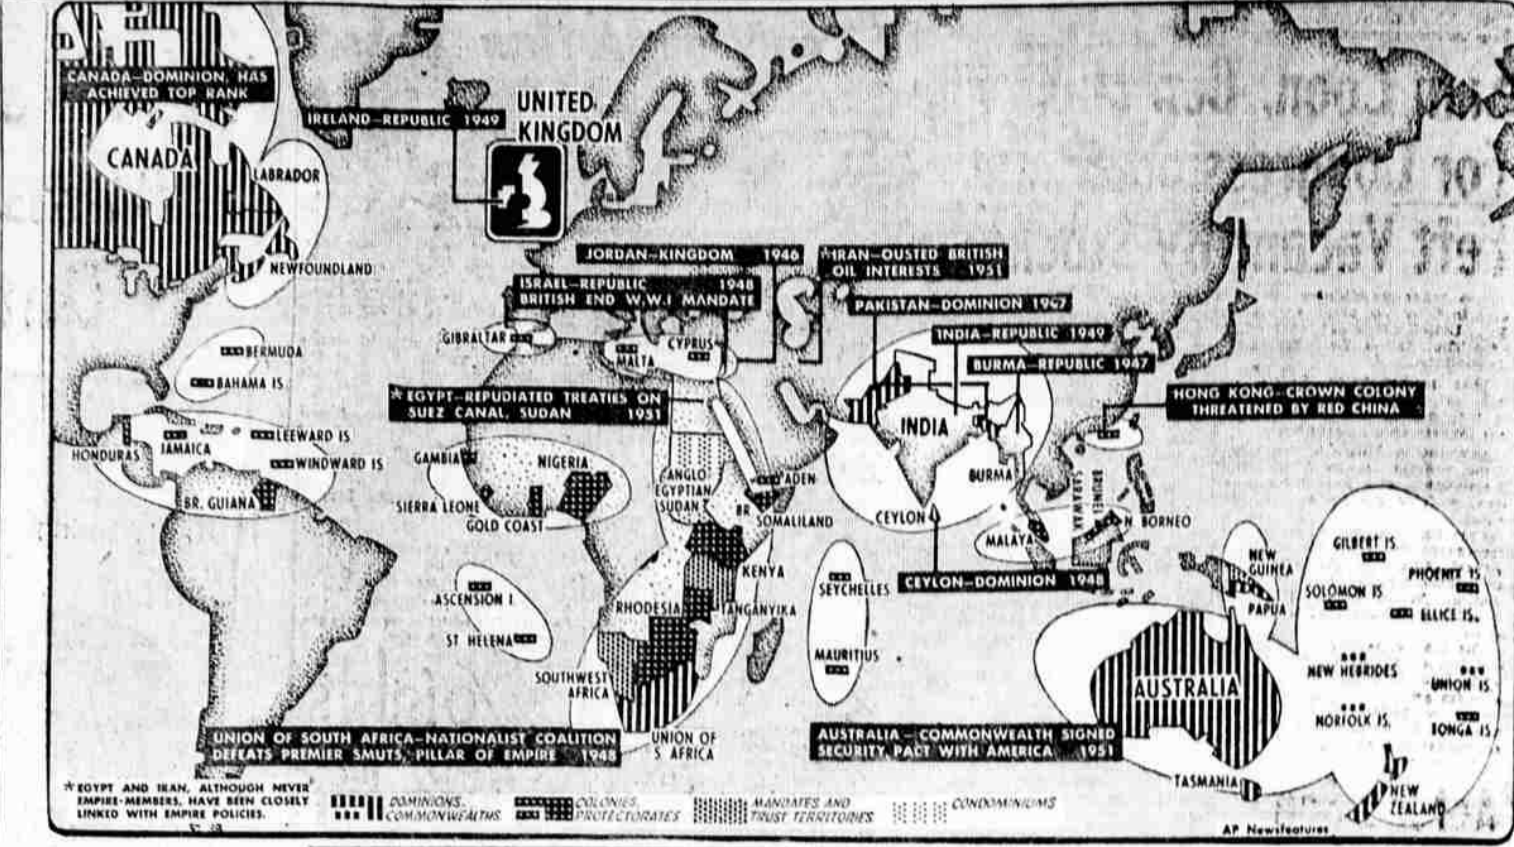 CANADA—DOMINION, HAS
ACHIEVED TOP RANK
CANADA
LABRADOR
NEWFOUNDLAND
IRELAND—REPUBLIC 1949
UNITED
KINGDOM
JORDAN—KINGDOM 1946
*IRAN—OUSTED BRITISH
OIL INTERESTS 1951
ISRAEL—REPUBLIC 1948
BRITISH END W.W.I MANDATE
PAKISTAN—DOMINION 1947
INDIA—REPUBLIC 1949
BURMA—REPUBLIC 1947
GIBRALTAR
MALTA
CYPRUS
BERMUDA
BAHAMA IS
*EGYPT—REPUDIATED TREATIES ON
SUEZ CANAL, SUDAN 1951
HONG KONG—CROWN COLONY
THREATENED BY RED CHINA
HONDURAS
JAMAICA
LEEWARD IS
WINDWARD IS
BR. GUIANA
GAMBIA
NIGERIA
SIERRA LEONE
GOLD COAST
ANGLO
EGYPTIAN
SUDAN
ADEN
BR
SOMALILAND
INDIA
BURMA
CEYLON
MALAYA
SARAWAK
BRUNEI
N. BORNEO
KENYA
ASCENSION I
ST HELENA
RHODESIA
TANGANYIKA
SEYCHELLES
MAURITIUS
CEYLON—DOMINION 1948
NEW
GUINEA
PAPUA
GILBERT IS
PHOENIX IS
SOLOMON IS
ELLICE IS.
NEW HEBRIDES
UNION IS
NORFOLK IS.
TONGA IS
SOUTHWEST
AFRICA
AUSTRALIA
UNION OF SOUTH AFRICA—NATIONALIST COALITION
DEFEATS PREMIER SMUTS, PILLAR OF EMPIRE 1948
UNION OF
S AFRICA
AUSTRALIA—COMMONWEALTH SIGNED
SECURITY PACT WITH AMERICA 1951
TASMANIA
NEW
ZEALAND
*EGYPT AND IRAN, ALTHOUGH NEVER
EMPIRE-MEMBERS, HAVE BEEN CLOSELY
LINKED WITH EMPIRE POLICIES.
DOMINIONS,
COMMONWEALTHS
COLONIES,
PROTECTORATES
MANDATES AND
TRUST TERRITORIES
CONDOMINIUMS
AP Newsfeatures